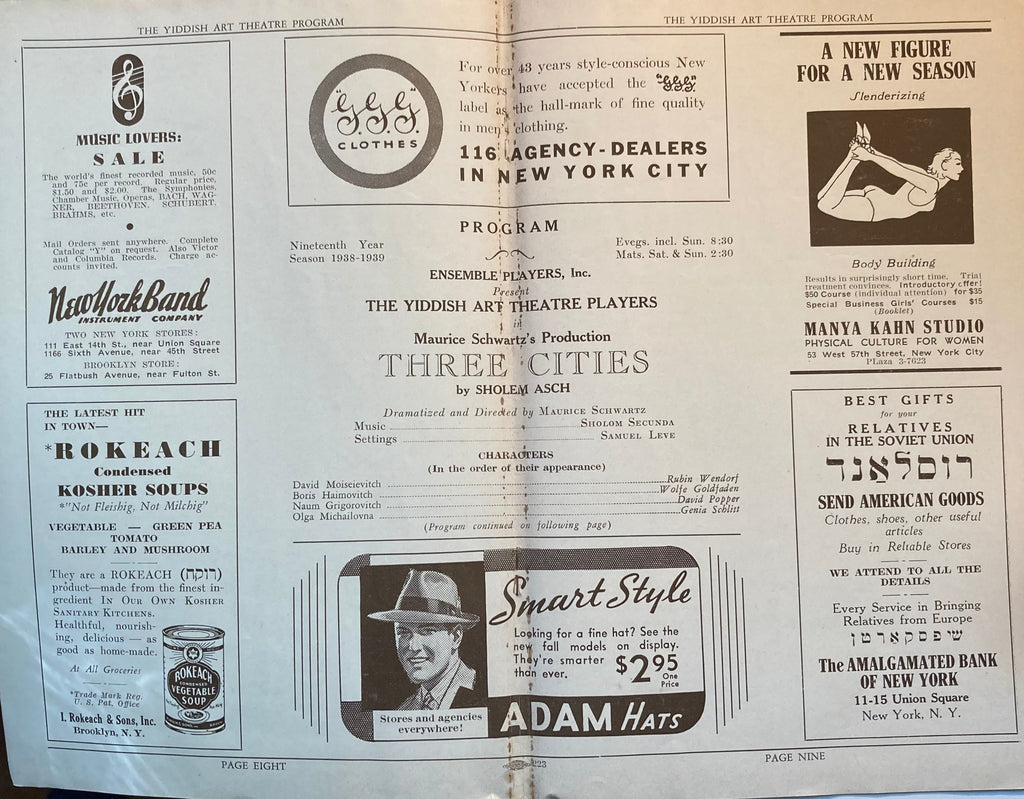 THE YIDDISH ART THEATRE PROGRAM
MUSIC LOVERS:
SALE
The world's finest recorded music, 50c
and 75c per record. Regular price,
$1.50 and $2.00. The Symphonies,
Chamber Music, Operas, BACH, WAG-
NER, BEETHOVEN, SCHUBERT,
BRAHMS, etc.
Mail Orders sent anywhere. Complete
Catalog "Y" on request. Also Victor
and Columbia Records. Charge ac-
counts invited.
New York Band
INSTRUMENT COMPANY
TWO NEW YORK STORES:
111 East 14th St., near Union Square
1166 Sixth Avenue, near 45th Street
BROOKLYN STORE:
25 Flatbush Avenue, near Fulton St.
THE LATEST HIT
IN TOWN—
*ROKEACH
Condensed
KOSHER SOUPS
*"Not Fleishig, Not Milchig"
VEGETABLE — GREEN PEA
TOMATO
BARLEY AND MUSHROOM
They are a ROKEACH (רוקח)
product—made from the finest in-
gredient IN OUR OWN KOSHER
SANITARY KITCHENS.
Healthful, nourish-
ing, delicious — as
good as home-made.
At All Groceries
*Trade Mark Reg.
U. S. Pat. Office
I. Rokeach & Sons, Inc.
Brooklyn, N. Y.
ROKEACH
CONDENSED
VEGETABLE
SOUP
PAGE EIGHT
"G.G.G."
CLOTHES
For over 43 years style-conscious New
Yorkers have accepted the "GGG"
label as the hall-mark of fine quality
in men's clothing.
116 AGENCY-DEALERS
IN NEW YORK CITY
PROGRAM
Nineteenth Year
Season 1938-1939
Evegs. incl. Sun. 8:30
Mats. Sat. & Sun. 2:30
ENSEMBLE PLAYERS, Inc.
Present
THE YIDDISH ART THEATRE PLAYERS
in
Maurice Schwartz's Production
THREE CITIES
by SHOLEM ASCH
Dramatized and Directed by MAURICE SCHWARTZ
Music SHOLOM SECUNDA
Settings SAMUEL LEVE
CHARACTERS
(In the order of their appearance)
David Moiseievitch Rubin Wendorf
Boris Haimovitch Wolfe Goldfaden
Naum Grigorovitch David Popper
Olga Michailovna Genia Schlitt
(Program continued on following page)
Smart Style
Looking for a fine hat? See the
new fall models on display.
They're smarter
than ever.
$2.95
One
Price
Stores and agencies
everywhere!
ADAM HATS
223
THE YIDDISH ART THEATRE PROGRAM
A NEW FIGURE
FOR A NEW SEASON
Slenderizing
Body Building
Results in surprisingly short time. Trial
treatment convinces. Introductory offer!
$50 Course (individual attention) for $35
Special Business Girls' Courses $15
(Booklet)
MANYA KAHN STUDIO
PHYSICAL CULTURE FOR WOMEN
53 West 57th Street, New York City
PLaza 3-7623
BEST GIFTS
for your
RELATIVES
IN THE SOVIET UNION
רוסלאנד
SEND AMERICAN GOODS
Clothes, shoes, other useful
articles
Buy in Reliable Stores
WE ATTEND TO ALL THE
DETAILS
Every Service in Bringing
Relatives from Europe
שיפסקארטן
The AMALGAMATED BANK
OF NEW YORK
11-15 Union Square
New York, N. Y.
PAGE NINE